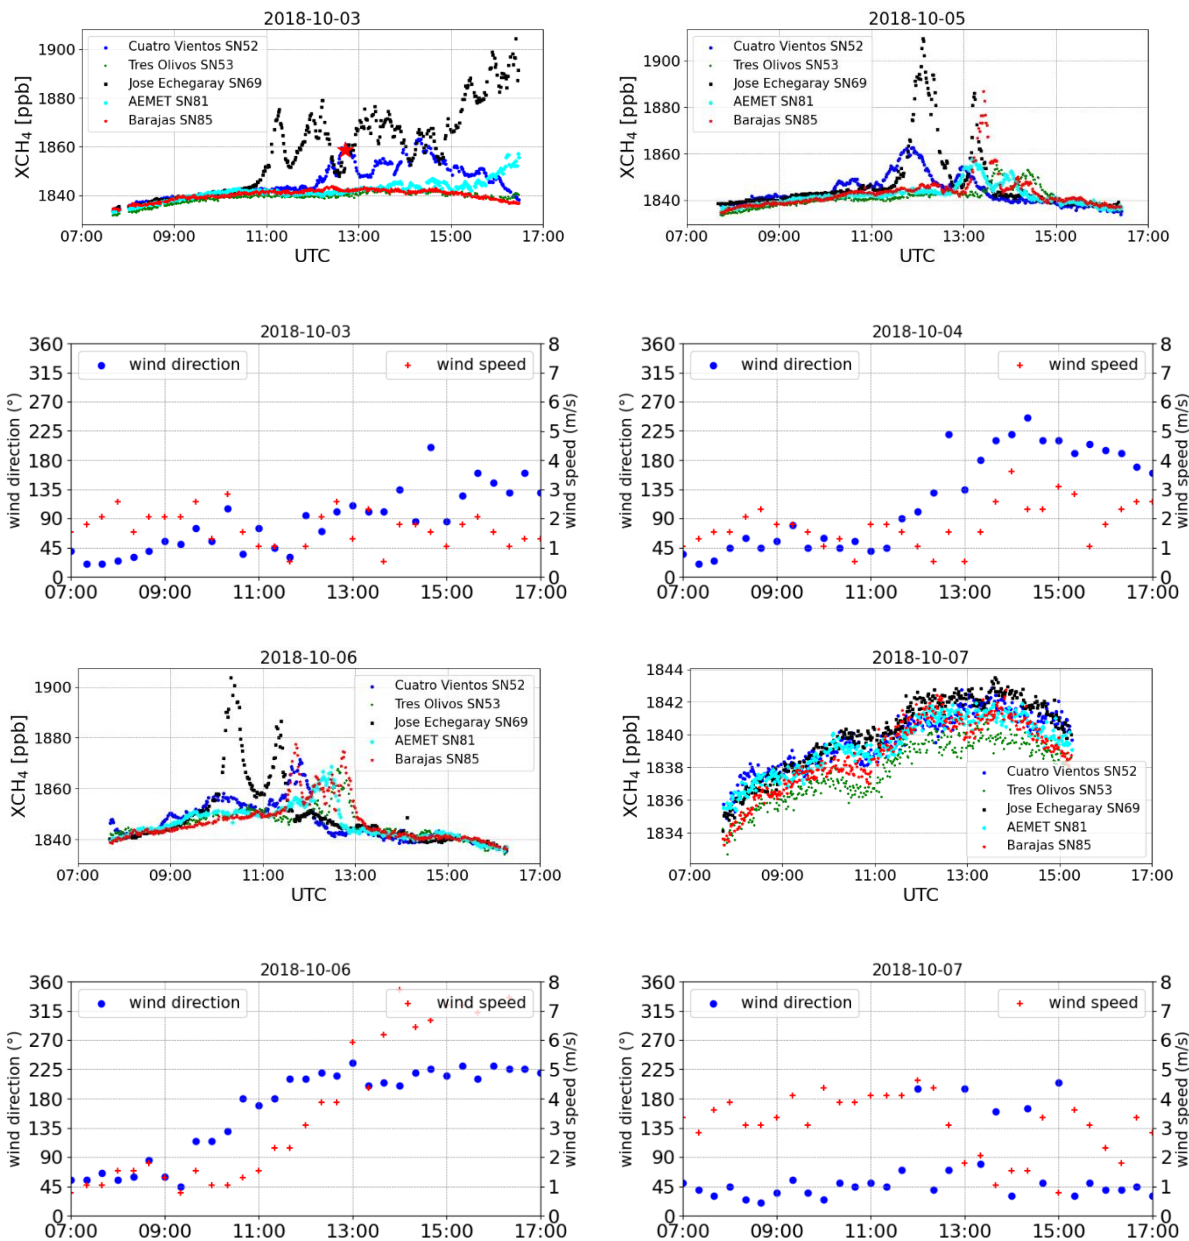 2018-10-03
XCH4 [ppb]
1900
1880
1860
1840
Cuatro Vientos SN52
Tres Olivos SN53
Jose Echegaray SN69
AEMET SN81
Barajas SN85
07:00 09:00 11:00 13:00 15:00 17:00
UTC
2018-10-05
XCH4 [ppb]
1900
1880
1860
1840
Cuatro Vientos SN52
Tres Olivos SN53
Jose Echegaray SN69
AEMET SN81
Barajas SN85
07:00 09:00 11:00 13:00 15:00 17:00
UTC
2018-10-03
wind direction (°)
360
315
270
225
180
135
90
45
0
wind direction
wind speed
8
7
6
5
4
3
2
1
0
wind speed (m/s)
07:00 09:00 11:00 13:00 15:00 17:00
2018-10-04
wind direction (°)
360
315
270
225
180
135
90
45
0
wind direction
wind speed
8
7
6
5
4
3
2
1
0
wind speed (m/s)
07:00 09:00 11:00 13:00 15:00 17:00
2018-10-06
XCH4 [ppb]
1900
1880
1860
1840
Cuatro Vientos SN52
Tres Olivos SN53
Jose Echegaray SN69
AEMET SN81
Barajas SN85
07:00 09:00 11:00 13:00 15:00 17:00
UTC
2018-10-07
XCH4 [ppb]
1844
1842
1840
1838
1836
1834
Cuatro Vientos SN52
Tres Olivos SN53
Jose Echegaray SN69
AEMET SN81
Barajas SN85
07:00 09:00 11:00 13:00 15:00 17:00
UTC
2018-10-06
wind direction (°)
360
315
270
225
180
135
90
45
0
wind direction
wind speed
8
7
6
5
4
3
2
1
0
wind speed (m/s)
07:00 09:00 11:00 13:00 15:00 17:00
2018-10-07
wind direction (°)
360
315
270
225
180
135
90
45
0
wind direction
wind speed
8
7
6
5
4
3
2
1
0
wind speed (m/s)
07:00 09:00 11:00 13:00 15:00 17:00